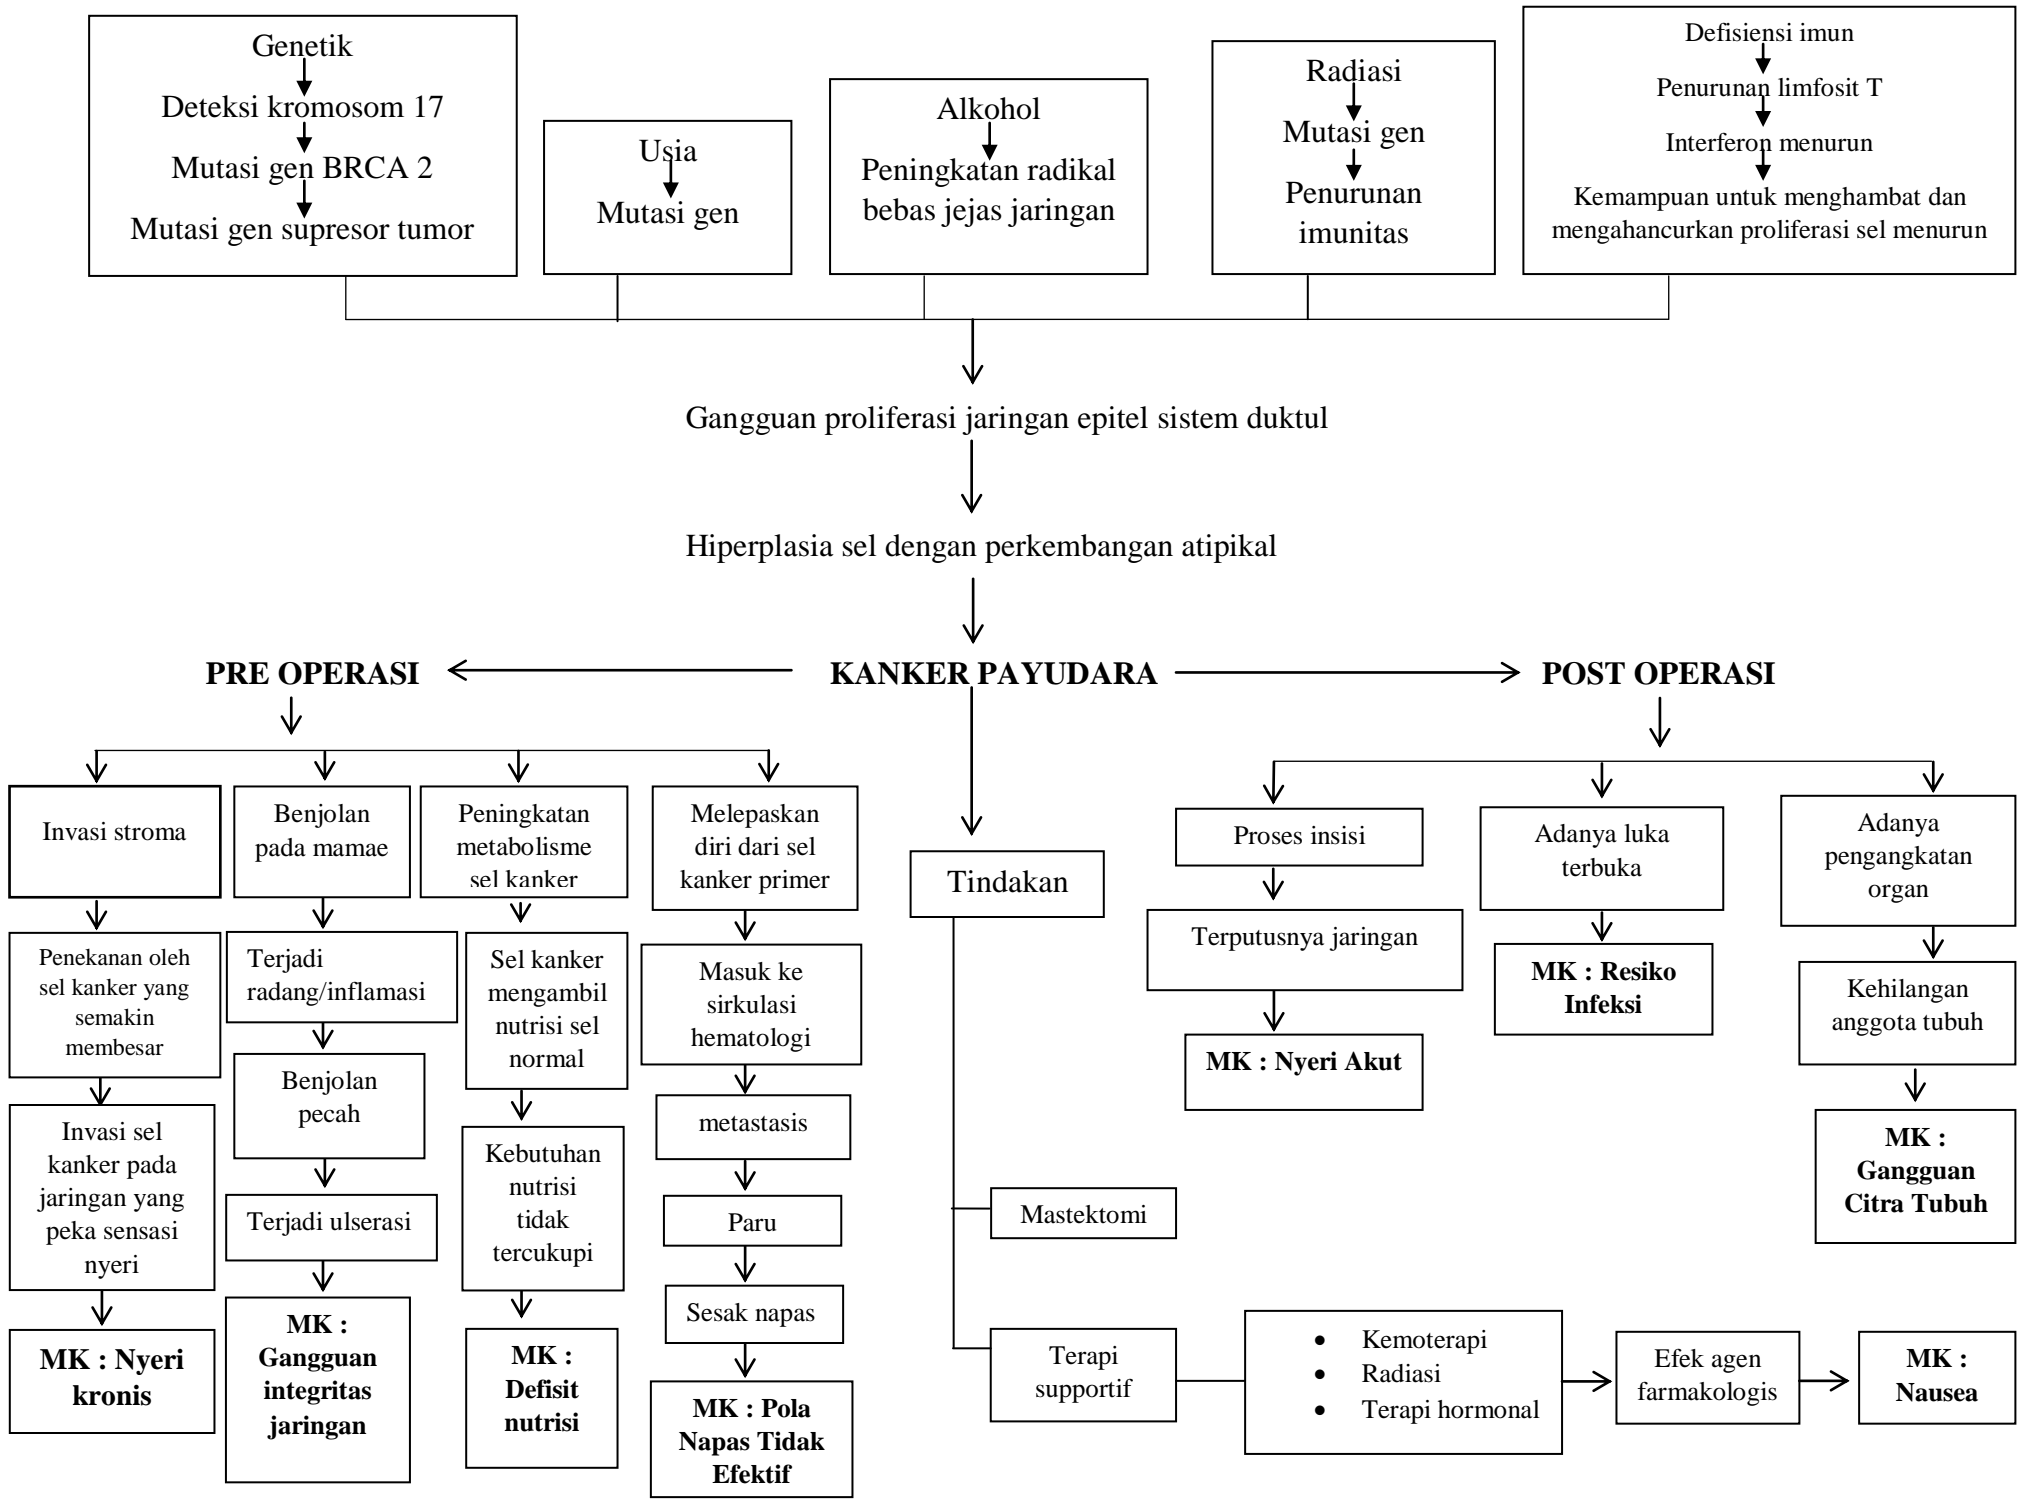 Genetik
Deteksi kromosom 17
Mutasi gen BRCA 2
Mutasi gen supresor tumor
Usia
Mutasi gen
Alkohol
Peningkatan radikal
bebas jejas jaringan
Radiasi
Mutasi gen
Penurunan
imunitas
Defisiensi imun
Penurunan limfosit T
Interferon menurun
Kemampuan untuk menghambat dan
mengahancurkan proliferasi sel menurun
Gangguan proliferasi jaringan epitel sistem duktul
Hiperplasia sel dengan perkembangan atipikal
PRE OPERASI
KANKER PAYUDARA
POST OPERASI
Invasi stroma
Penekanan oleh
sel kanker yang
semakin
membesar
Invasi sel
kanker pada
jaringan yang
peka sensasi
nyeri
MK : Nyeri
kronis
Benjolan
pada mamae
Terjadi
radang/inflamasi
Benjolan
pecah
Terjadi ulserasi
MK :
Gangguan
integritas
jaringan
Peningkatan
metabolisme
sel kanker
Sel kanker
mengambil
nutrisi sel
normal
Kebutuhan
nutrisi
tidak
tercukupi
MK :
Defisit
nutrisi
Melepaskan
diri dari sel
kanker primer
Masuk ke
sirkulasi
hematologi
metastasis
Paru
Sesak napas
MK : Pola
Napas Tidak
Efektif
Tindakan
Mastektomi
Terapi
supportif
• Kemoterapi
• Radiasi
• Terapi hormonal
Efek agen
farmakologis
MK :
Nausea
Proses insisi
Terputusnya jaringan
MK : Nyeri Akut
Adanya luka
terbuka
MK : Resiko
Infeksi
Adanya
pengangkatan
organ
Kehilangan
anggota tubuh
MK :
Gangguan
Citra Tubuh